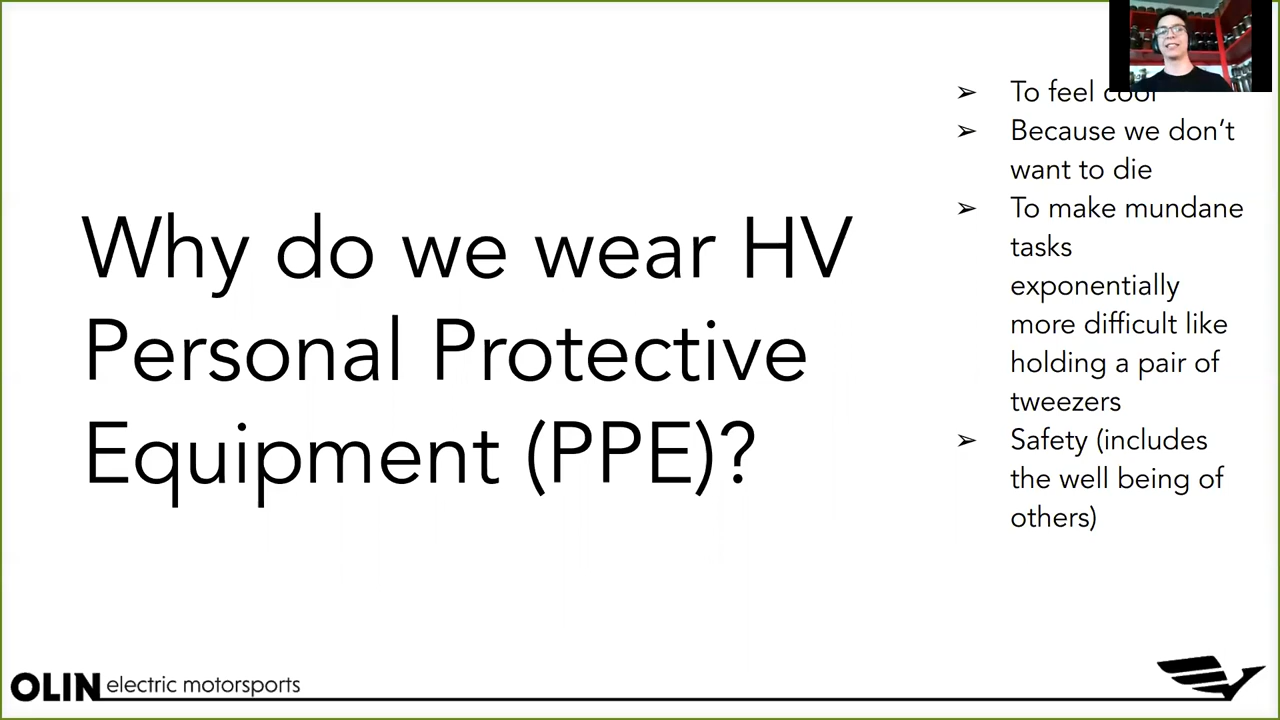 Why do we wear HV
Personal Protective
Equipment (PPE)?
➢ To feel cool
➢ Because we don’t
want to die
➢ To make mundane
tasks
exponentially
more difficult like
holding a pair of
tweezers
➢ Safety (includes
the well being of
others)
OLIN electric motorsports